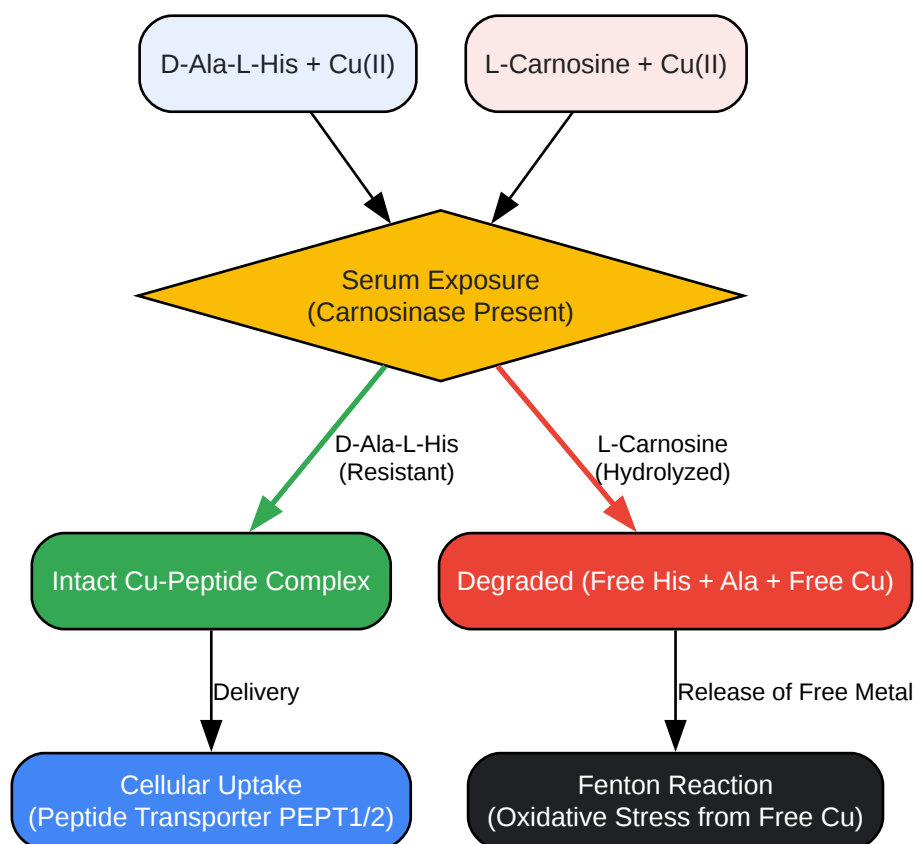 D-Ala-L-His + Cu(II)
L-Carnosine + Cu(II)
Serum Exposure
(Carnosinase Present)
D-Ala-L-His
(Resistant)
L-Carnosine
(Hydrolyzed)
Intact Cu-Peptide Complex
Degraded (Free His + Ala + Free Cu)
Delivery
Release of Free Metal
Cellular Uptake
(Peptide Transporter PEPT1/2)
Fenton Reaction
(Oxidative Stress from Free Cu)